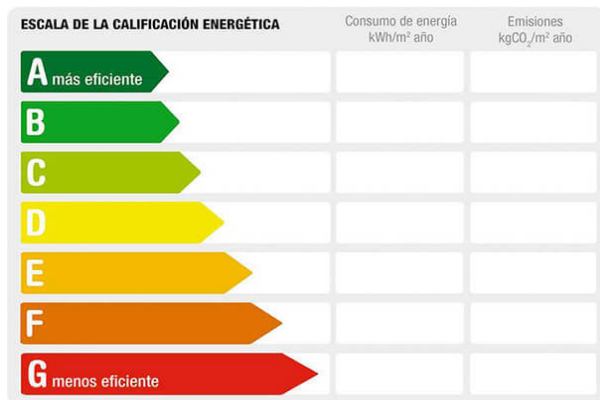 ESCALA DE LA CALIFICACIÓN ENERGÉTICA
Consumo de energía
kWh/m² año
Emisiones
kgCO₂/m² año
A más eficiente
B
C
D
E
F
G menos eficiente